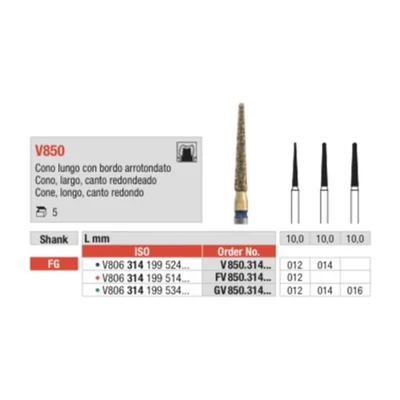 V850
Cono lungo con bordo arrotondato
Cono, largo, canto redondeado
Cone, longo, canto redondo
5
Shank L mm 10,0 10,0 10,0
ISO Order No.
FG V806 314 199 524... V850.314... 012 014
V806 314 199 514... FV850.314... 012
V806 314 199 534... GV850.314... 012 014 016